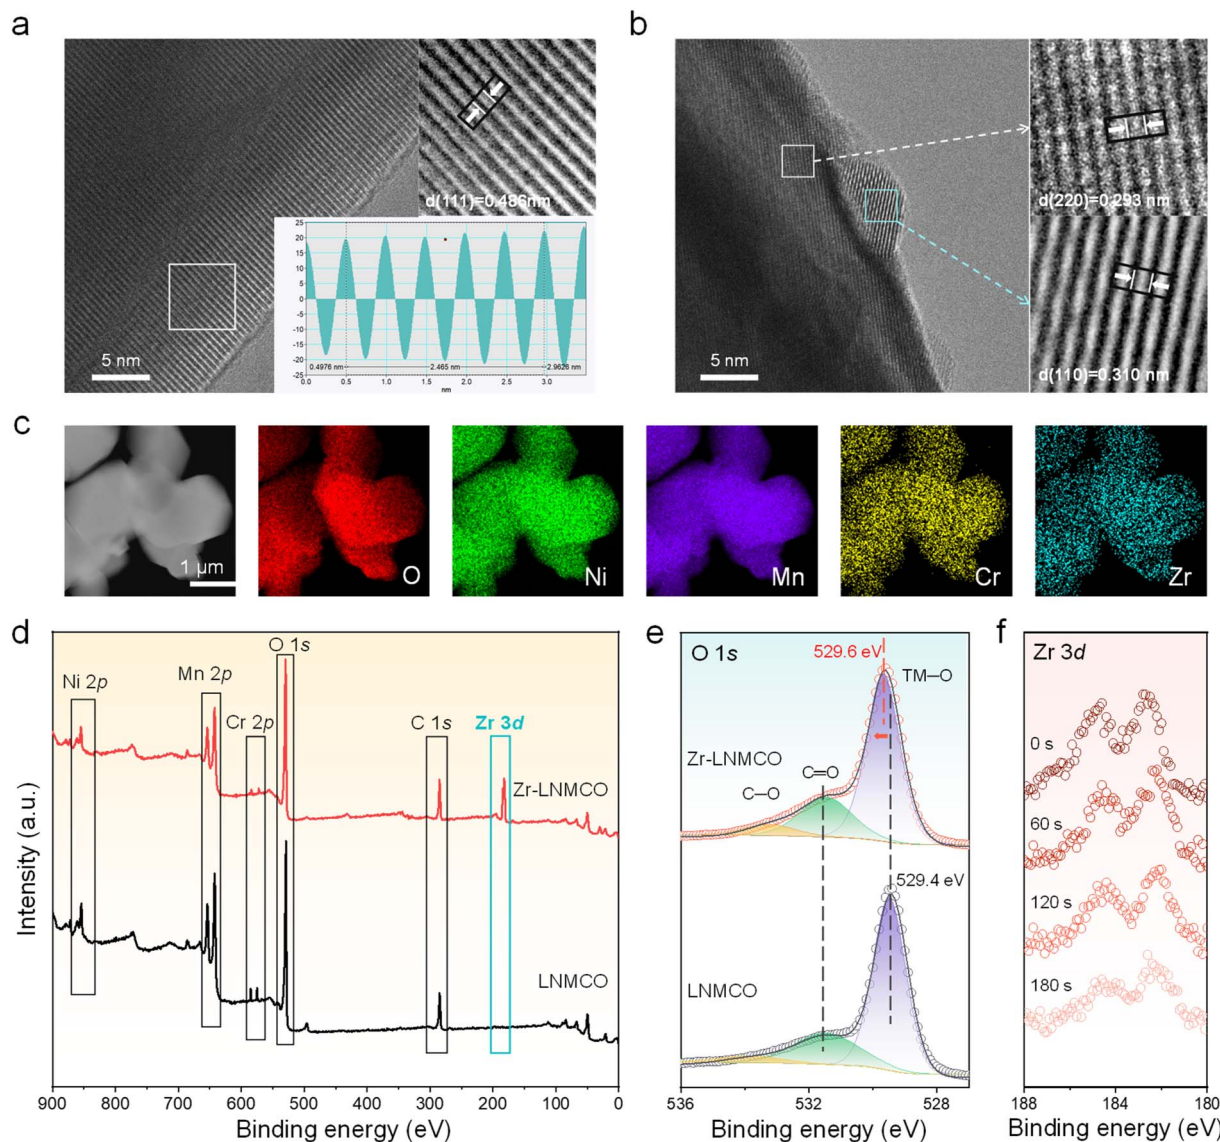 a
d(111)=0.486nm
25
20
15
10
5
0
-5
-10
-15
-20
-25
0.4976 nm
2.465 nm
2.9626 nm
0.0
0.5
1.0
1.5
2.0
2.5
3.0
nm
5 nm
b
d(220)=0.293 nm
d(110)=0.310 nm
5 nm
c
1 μm
O
Ni
Mn
Cr
Zr
d
O 1s
Ni 2p
Mn 2p
Cr 2p
C 1s
Zr 3d
Zr-LNMCO
LNMCO
Intensity (a.u.)
900 800 700 600 500 400 300 200 100 0
Binding energy (eV)
e
O 1s
529.6 eV
TM—O
Zr-LNMCO
C=O
C—O
529.4 eV
LNMCO
536 532 528
Binding energy (eV)
f
Zr 3d
0 s
60 s
120 s
180 s
188 184 180
Binding energy (eV)